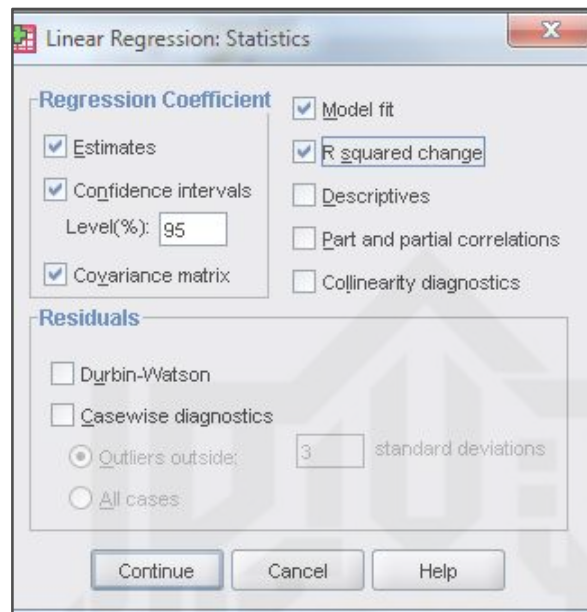 Linear Regression: Statistics
Regression Coefficient
Estimates
Confidence intervals
Level(%): 95
Covariance matrix
Model fit
R squared change
Descriptives
Part and partial correlations
Collinearity diagnostics
Residuals
Durbin-Watson
Casewise diagnostics
Outliers outside: 3 standard deviations
All cases
Continue Cancel Help